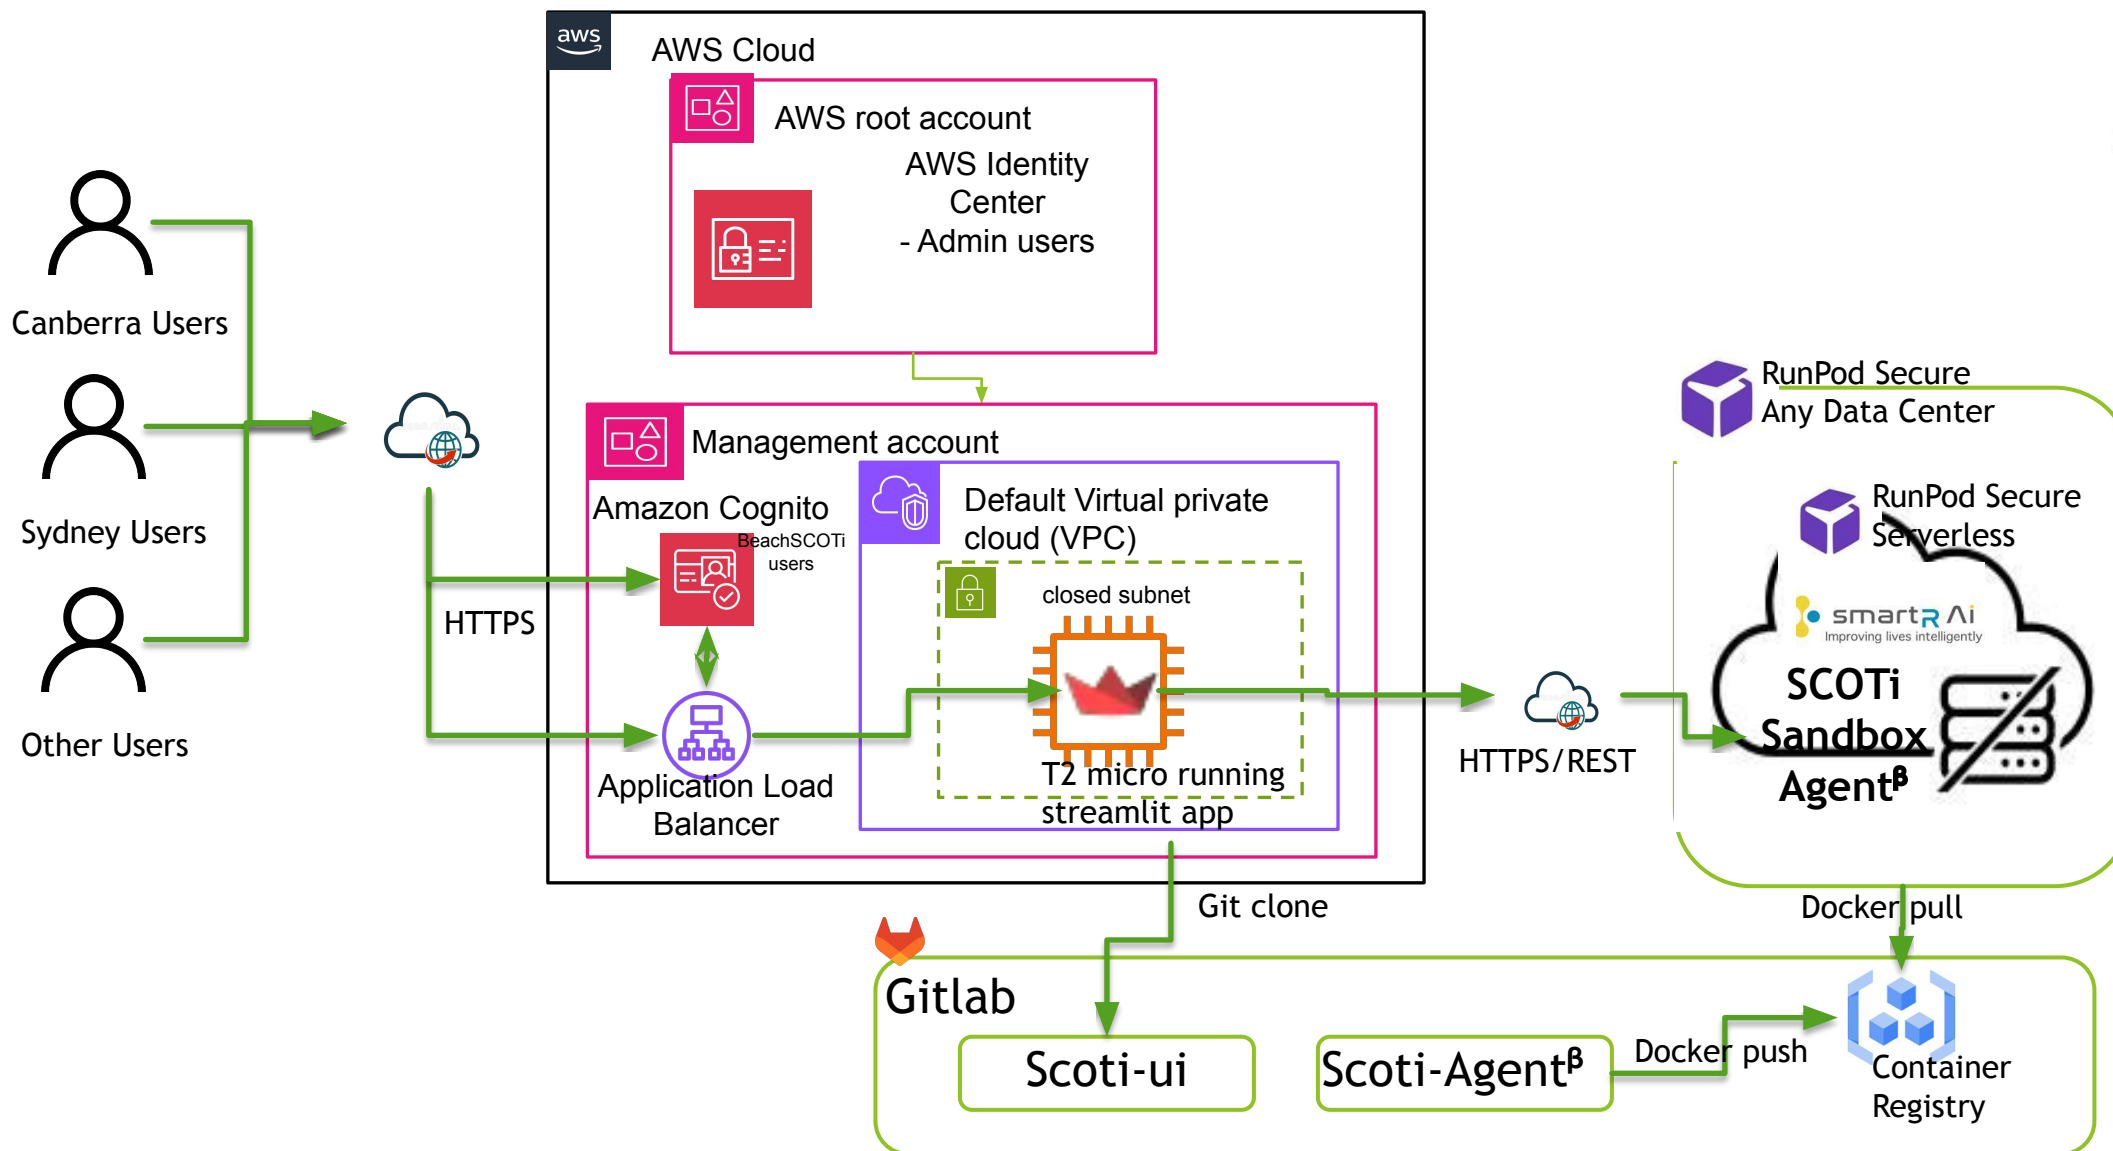 aws
AWS Cloud
AWS root account
AWS Identity
Center
- Admin users
Canberra Users
Sydney Users
Other Users
HTTPS
Management account
Amazon Cognito
BeachSCOTi
users
Application Load
Balancer
Default Virtual private
cloud (VPC)
closed subnet
T2 micro running
streamlit app
HTTPS/REST
RunPod Secure
Any Data Center
RunPod Secure
Serverless
smartR Ai
Improving lives intelligently
SCOTi
Sandbox
Agentᵝ
Git clone
Docker pull
Gitlab
Scoti-ui
Scoti-Agentᵝ
Docker push
Container
Registry